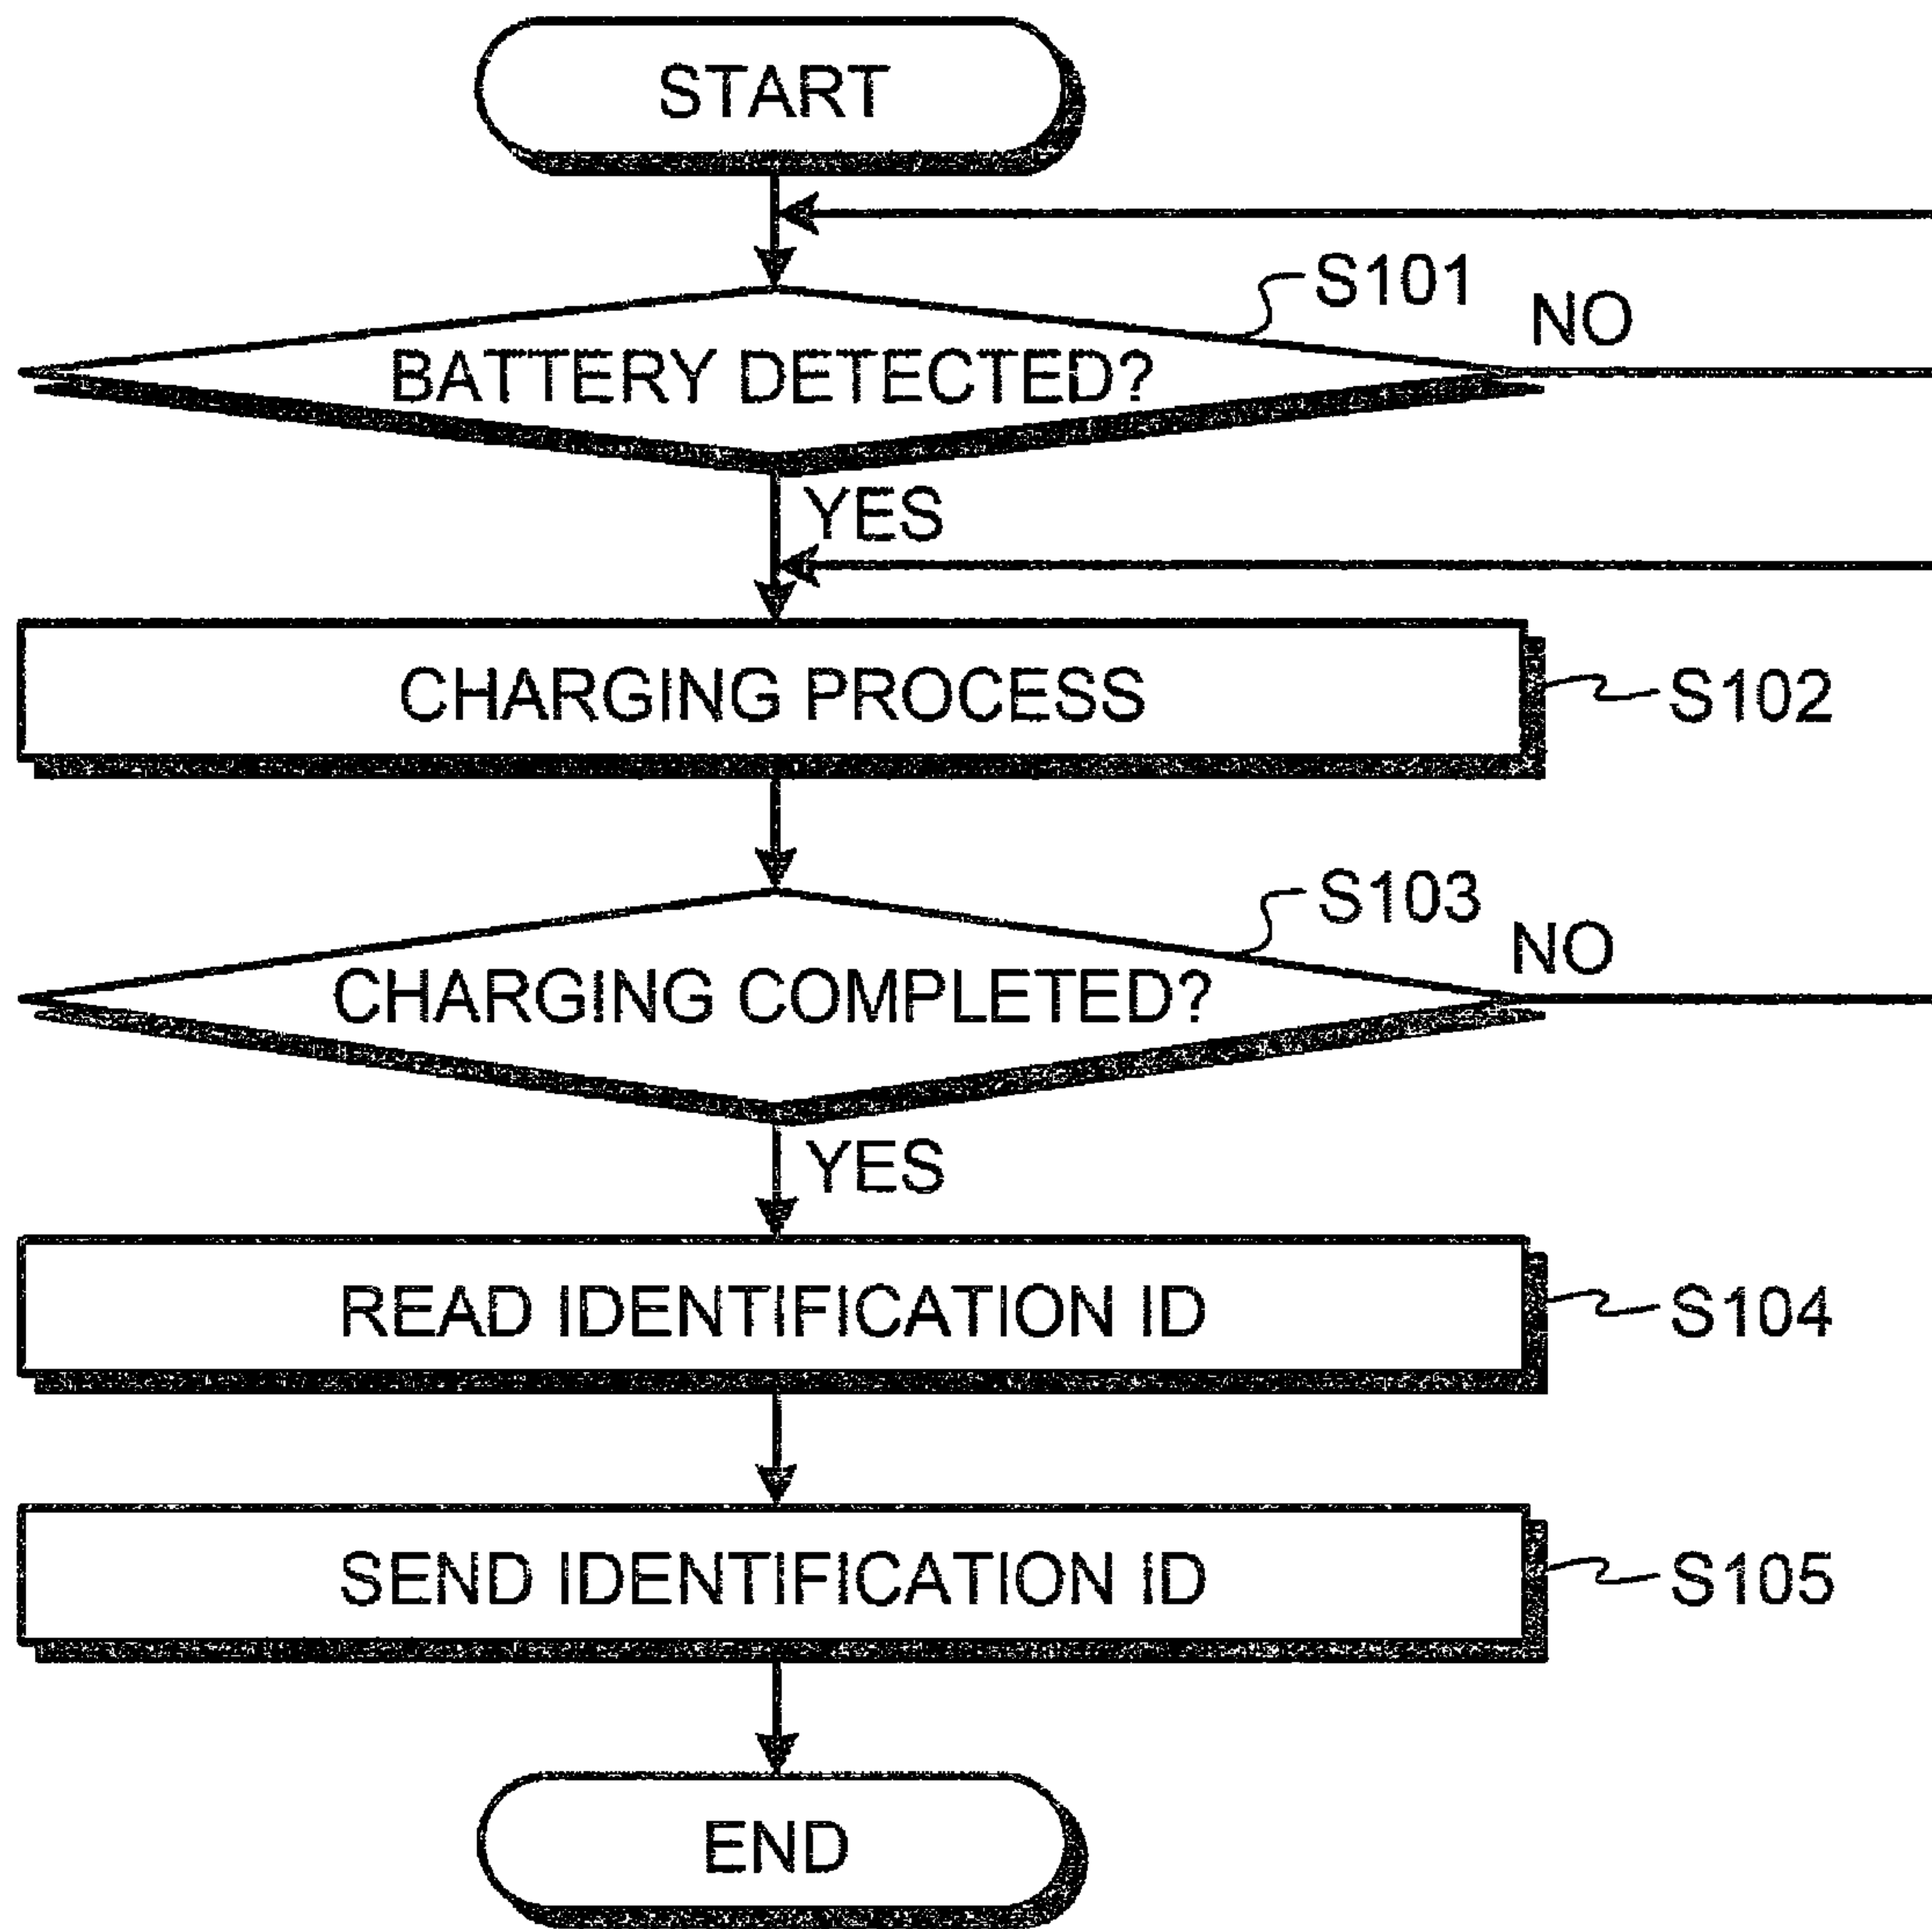 START
S101
NO
BATTERY DETECTED?
YES
CHARGING PROCESS
S102
S103
NO
CHARGING COMPLETED?
YES
READ IDENTIFICATION ID
S104
SEND IDENTIFICATION ID
S105
END